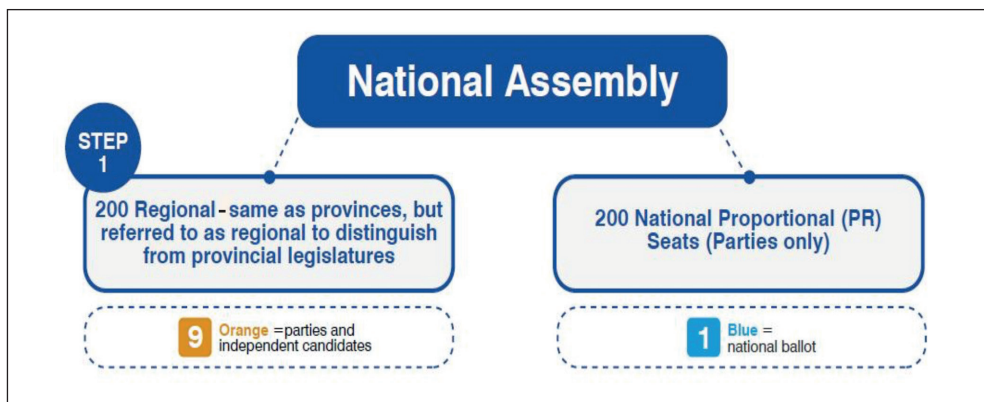 National Assembly
STEP
1
200 Regional - same as provinces, but
referred to as regional to distinguish
from provincial legislatures
9
Orange =parties and
independent candidates
200 National Proportional (PR)
Seats (Parties only)
1
Blue =
national ballot